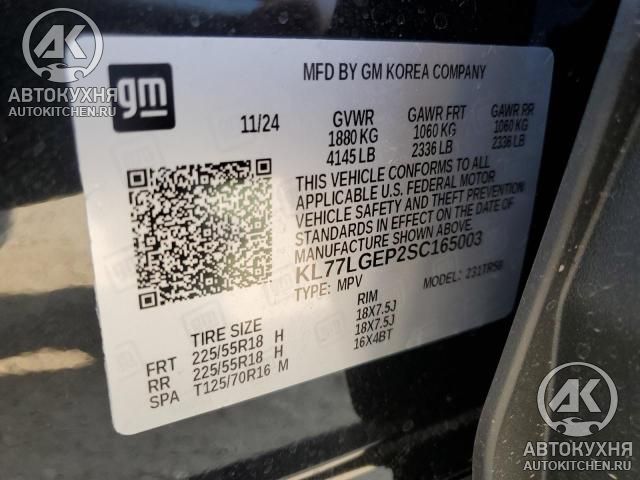 AK
АВТОКУХНЯ
AUTOKITCHEN.RU
gm
MFD BY GM KOREA COMPANY
11/24
GVWR
1880 KG
4145 LB
GAWR FRT
1060 KG
2336 LB
GAWR RR
1060 KG
2336 LB
THIS VEHICLE CONFORMS TO ALL
APPLICABLE U.S. FEDERAL MOTOR
VEHICLE SAFETY AND THEFT PREVENTION
STANDARDS IN EFFECT ON THE DATE OF
MANUFACTURE SHOWN ABOVE.
KL77LGEP2SC165003
TYPE: MPV
MODEL: 231TR56
TIRE SIZE
RIM
FRT 225/55R18 H 18X7.5J
RR 225/55R18 H 18X7.5J
SPA T125/70R16 M 16X4BT
AK
АВТОКУХНЯ
AUTOKITCHEN.RU